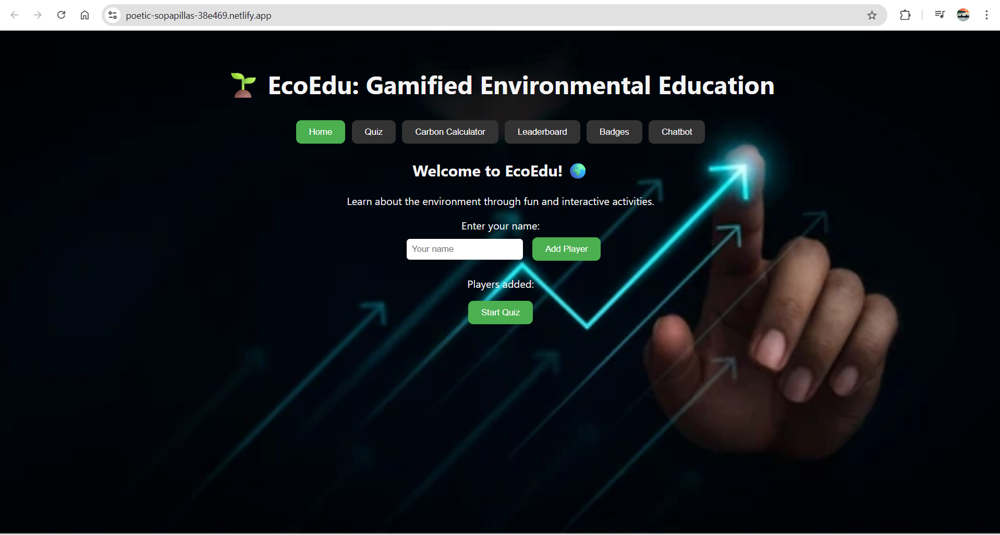 poetic-sopapillas-38e469.netlify.app
🌱 EcoEdu: Gamified Environmental Education
Home Quiz Carbon Calculator Leaderboard Badges Chatbot
Welcome to EcoEdu! 🌍
Learn about the environment through fun and interactive activities.
Enter your name:
Your name Add Player
Players added:
Start Quiz